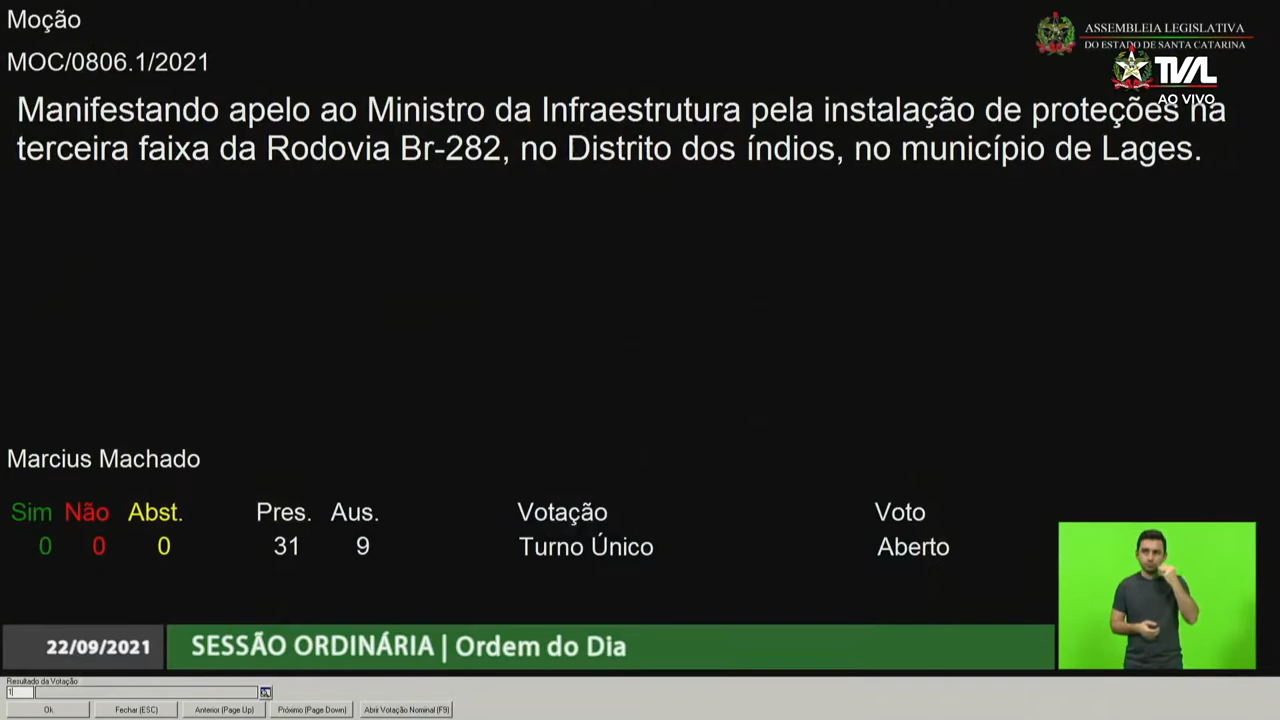 Moção
ASSEMBLEIA LEGISLATIVA
DO ESTADO DE SANTA CATARINA
MOC/0806.1/2021
TVAL
AO VIVO
Manifestando apelo ao Ministro da Infraestrutura pela instalação de proteções na
terceira faixa da Rodovia Br-282, no Distrito dos índios, no município de Lages.
Marcius Machado
Sim Não Abst. Pres. Aus. Votação Voto
0 0 0 31 9 Turno Único Aberto
22/09/2021 SESSÃO ORDINÁRIA | Ordem do Dia
Resultado da Votação
1
Ok Fechar (ESC) Anterior (Page Up) Próximo (Page Down) Abrir Votação Nominal (F9)